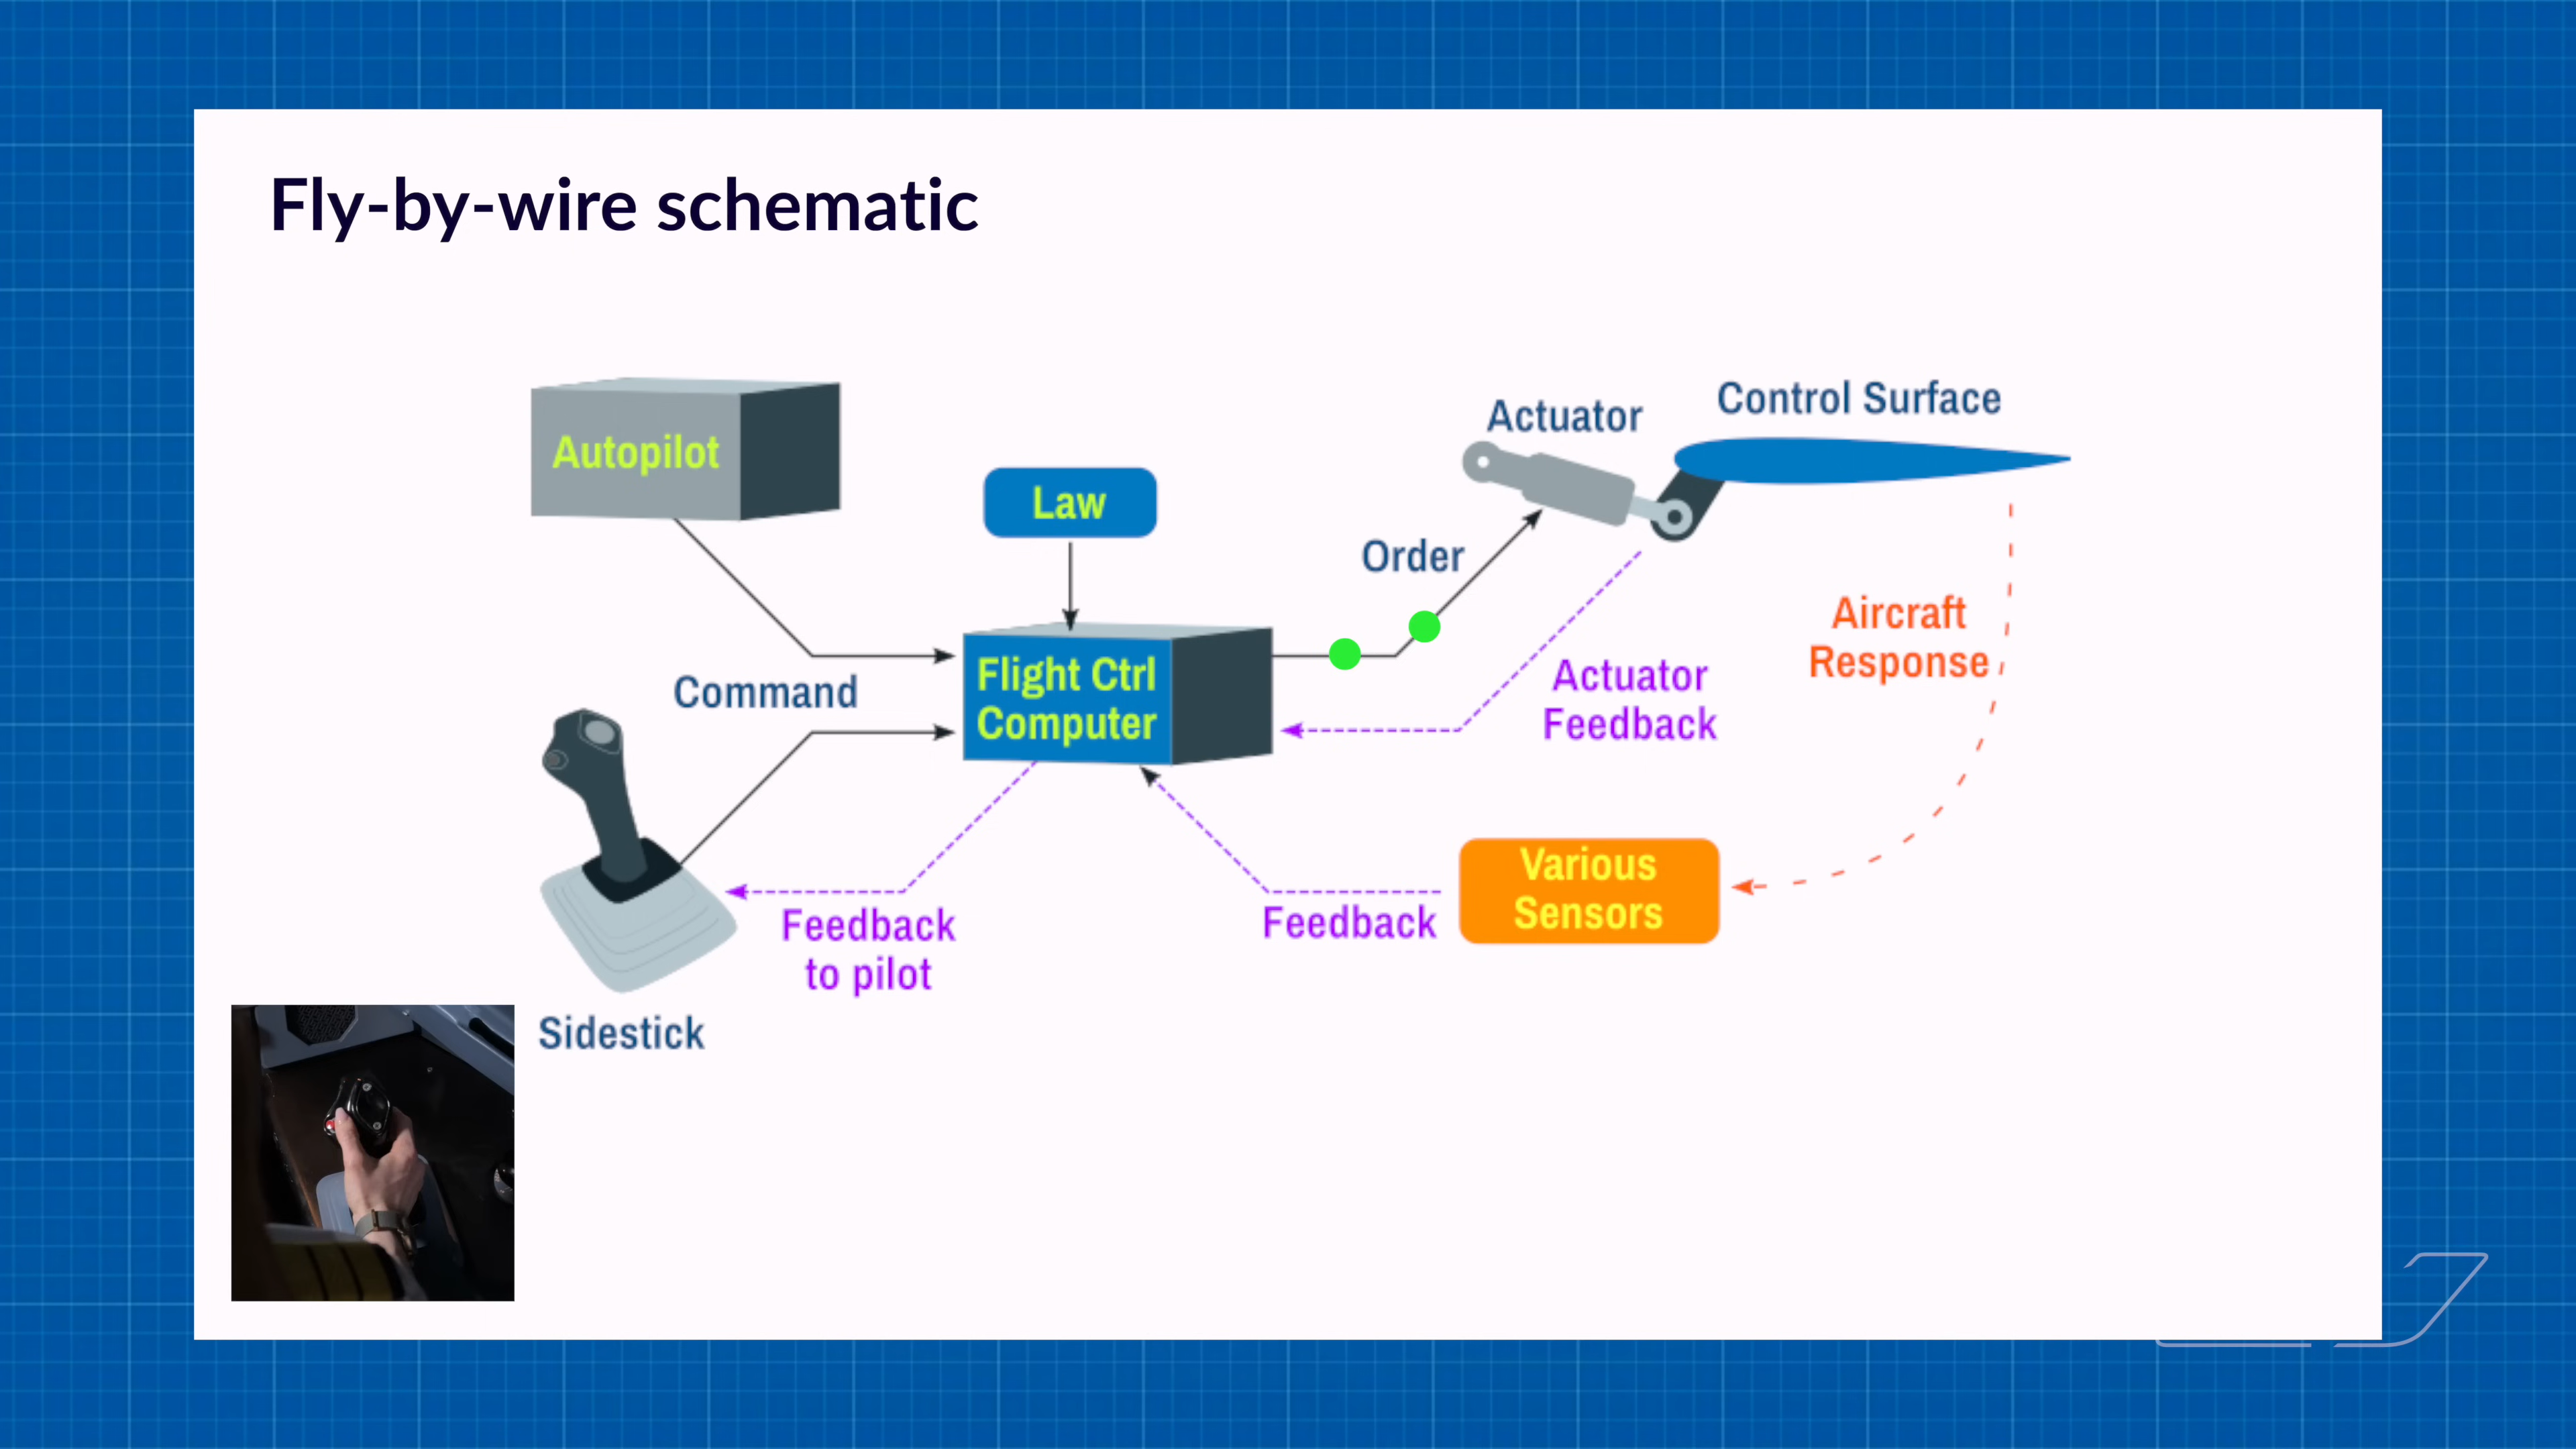 Fly-by-wire schematic
Autopilot
Law
Actuator
Control Surface
Order
Aircraft
Response
Command
Flight Ctrl
Computer
Actuator
Feedback
Various
Sensors
Feedback
Feedback
to pilot
Sidestick